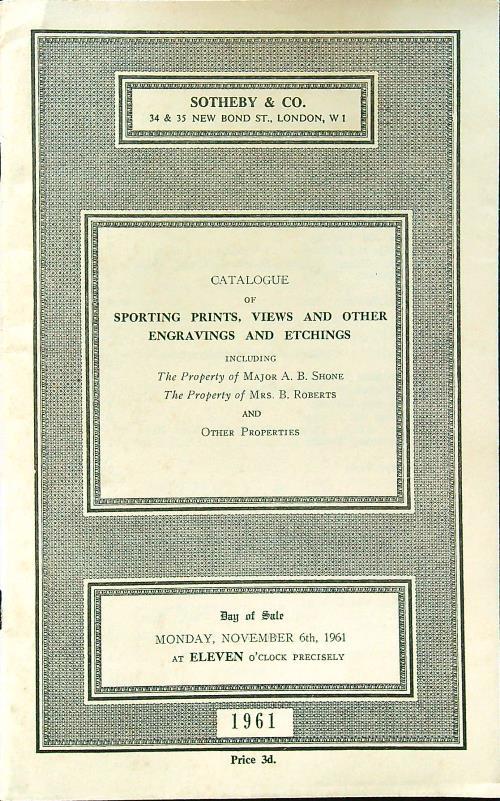 SOTHEBY & CO.
34 & 35 NEW BOND ST., LONDON, W 1
CATALOGUE
OF
SPORTING PRINTS, VIEWS AND OTHER
ENGRAVINGS AND ETCHINGS
INCLUDING
The Property of MAJOR A. B. SHONE
The Property of MRS. B. ROBERTS
AND
OTHER PROPERTIES
Day of Sale
MONDAY, NOVEMBER 6th, 1961
AT ELEVEN O'CLOCK PRECISELY
1961
Price 3d.